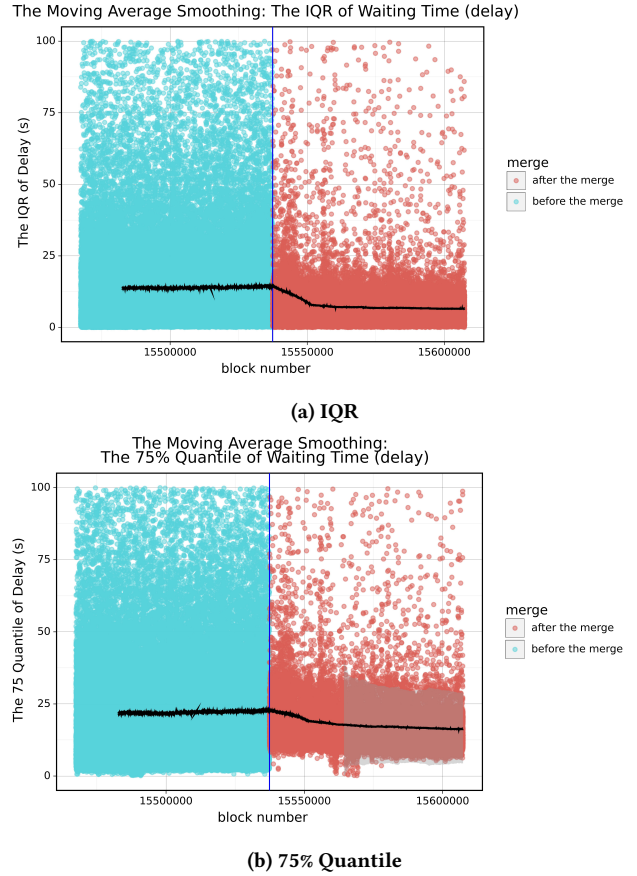 The Moving Average Smoothing: The IQR of Waiting Time (delay)
100
75
50
25
0
The IQR of Delay (s)
15500000
15550000
15600000
block number
merge
after the merge
before the merge
(a) IQR
The Moving Average Smoothing:
The 75% Quantile of Waiting Time (delay)
100
75
50
25
0
The 75 Quantile of Delay (s)
15500000
15550000
15600000
block number
merge
after the merge
before the merge
(b) 75% Quantile